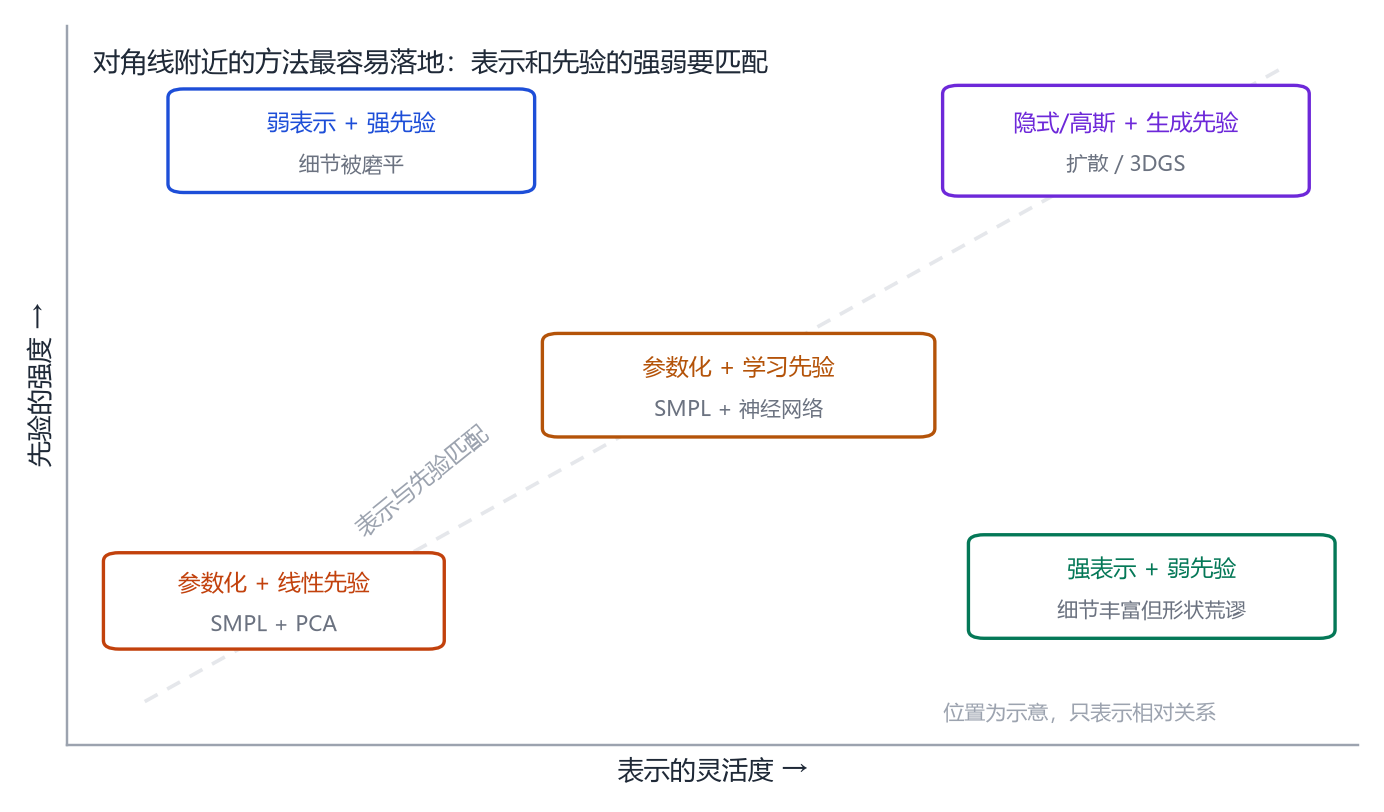 对角线附近的方法最容易落地：表示和先验的强弱要匹配
弱表示 + 强先验
细节被磨平
隐式/高斯 + 生成先验
扩散 / 3DGS
先验的强度 →
参数化 + 学习先验
SMPL + 神经网络
表示与先验匹配
参数化 + 线性先验
SMPL + PCA
强表示 + 弱先验
细节丰富但形状荒谬
位置为示意，只表示相对关系
表示的灵活度 →